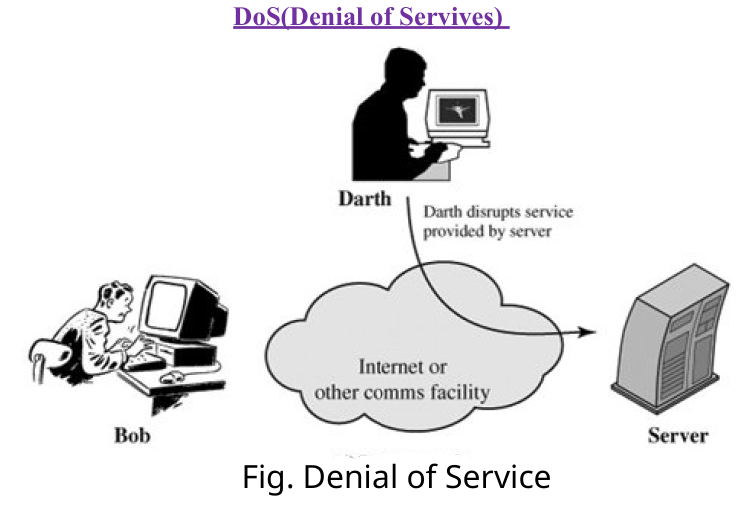 DoS(Denial of Servives)
Darth
Darth disrupts service
provided by server
Internet or
other comms facility
Bob
Server
Fig. Denial of Service